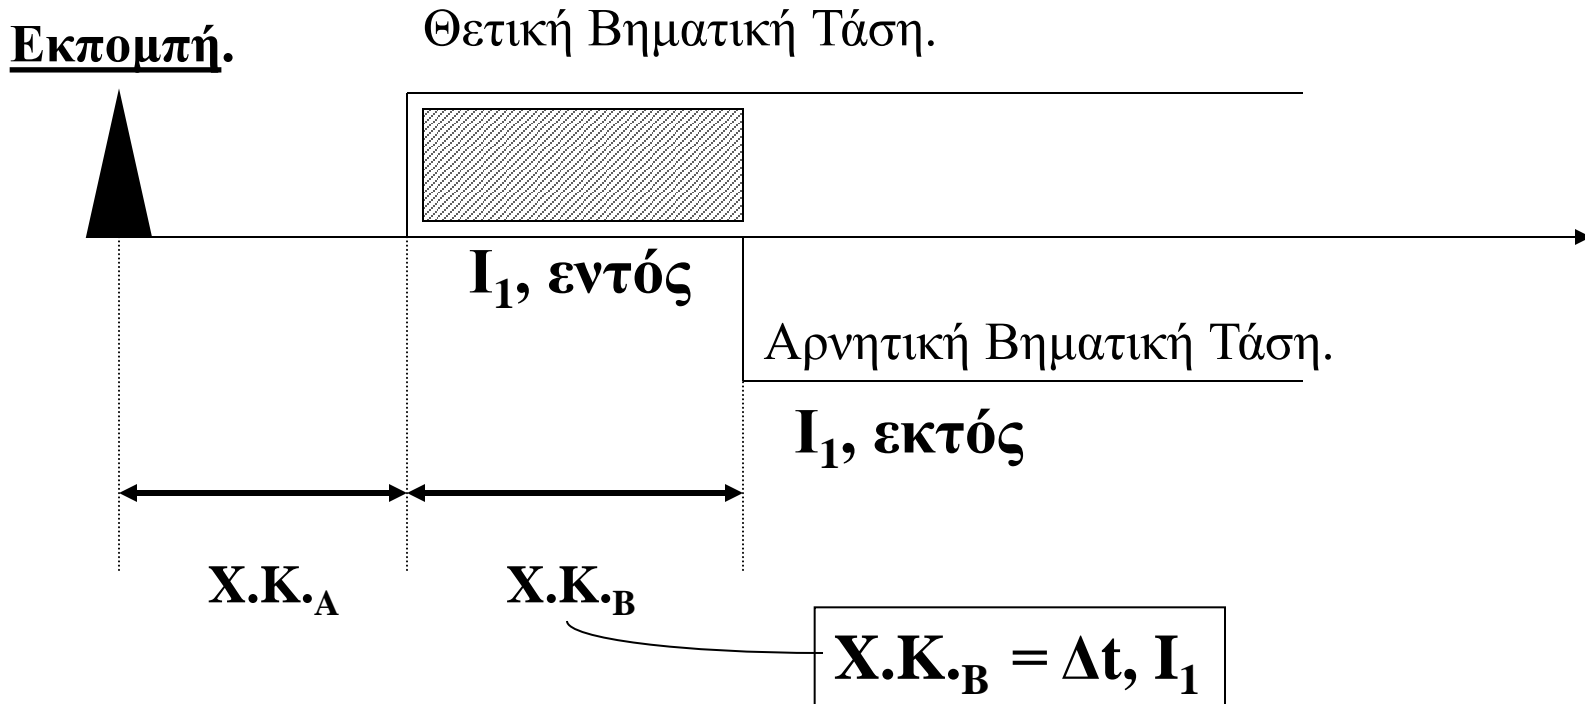 Θετική Βηματική Τάση.
Εκπομπή.
I1, εντός
Αρνητική Βηματική Τάση.
I1, εκτός
Χ.Κ.Α
Χ.Κ.Β
Χ.Κ.Β = Δt, I1